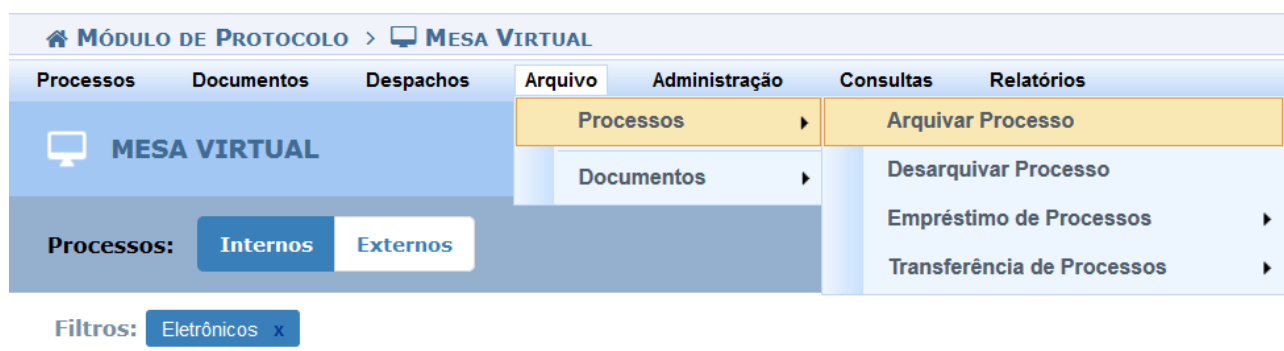 Módulo de Protocolo > Mesa Virtual
Processos Documentos Despachos Arquivo Administração Consultas Relatórios
Processos Arquivar Processo
MESA VIRTUAL
Documentos Desarquivar Processo
Empréstimo de Processos
Processos: Internos Externos
Transferência de Processos
Filtros: Eletrônicos x